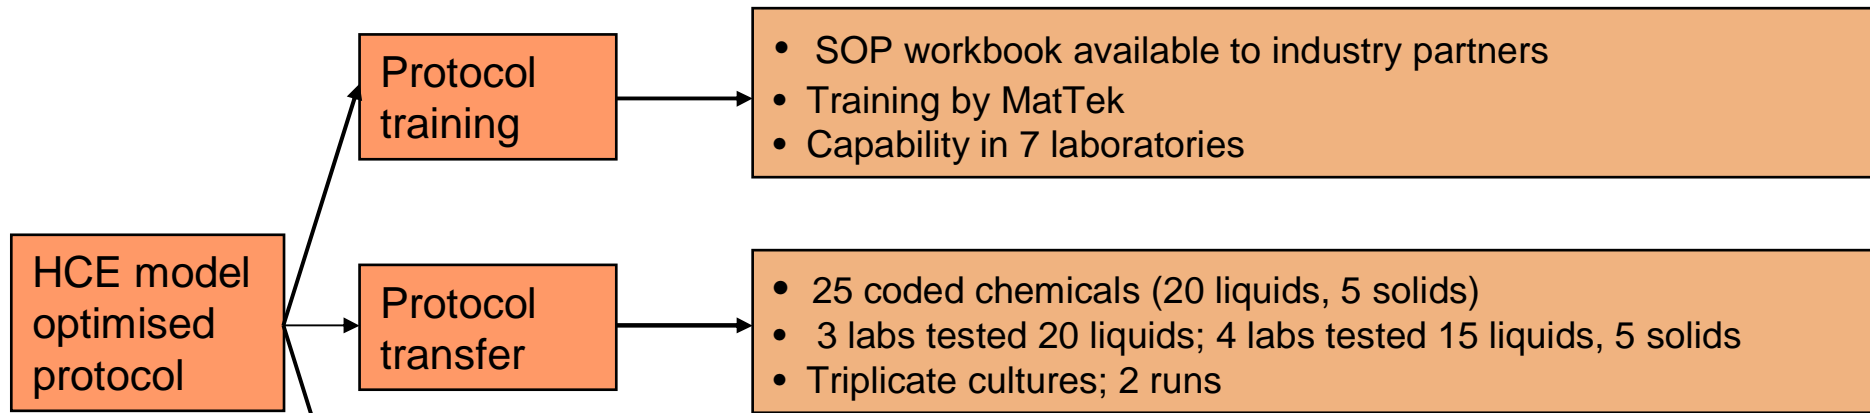 Protocol
training
• SOP workbook available to industry partners
• Training by MatTek
• Capability in 7 laboratories
HCE model
optimised
protocol
Protocol
transfer
• 25 coded chemicals (20 liquids, 5 solids)
• 3 labs tested 20 liquids; 4 labs tested 15 liquids, 5 solids
• Triplicate cultures; 2 runs